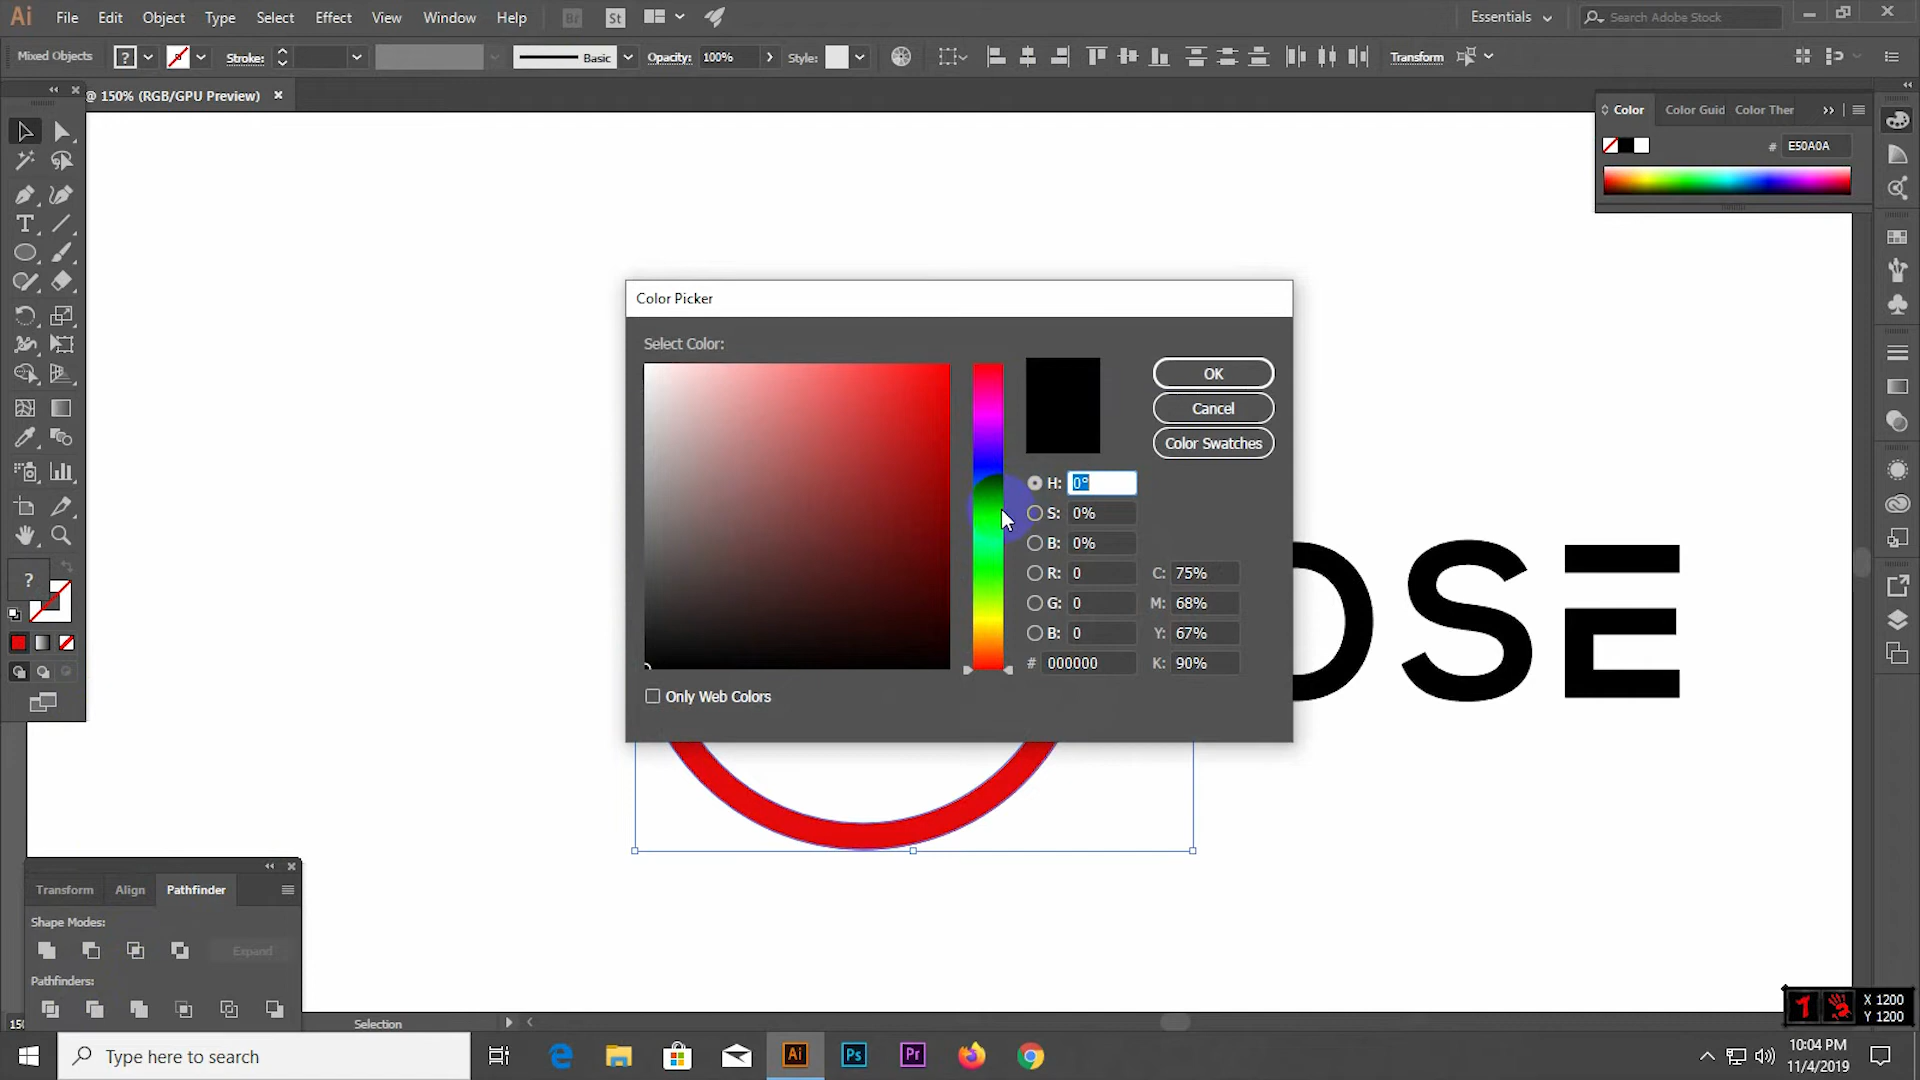 Ai File Edit Object Type Select Effect View Window Help Br St Essentials Search Adobe Stock
Mixed Objects ? Stroke: Basic Opacity: 100% Style: Transform
@ 150% (RGB/GPU Preview)
Color Color Guid Color Ther
# E50A0A
Color Picker
Select Color:
OK
Cancel
Color Swatches
H: 0°
S: 0%
B: 0%
R: 0 C: 75%
G: 0 M: 68%
B: 0 Y: 67%
# 000000 K: 90%
Only Web Colors
?
OSE
Transform Align Pathfinder
Shape Modes:
Expand
Pathfinders:
Selection
X 1200
Y 1200
Type here to search
Ai Ps Pr
10:04 PM
11/4/2019